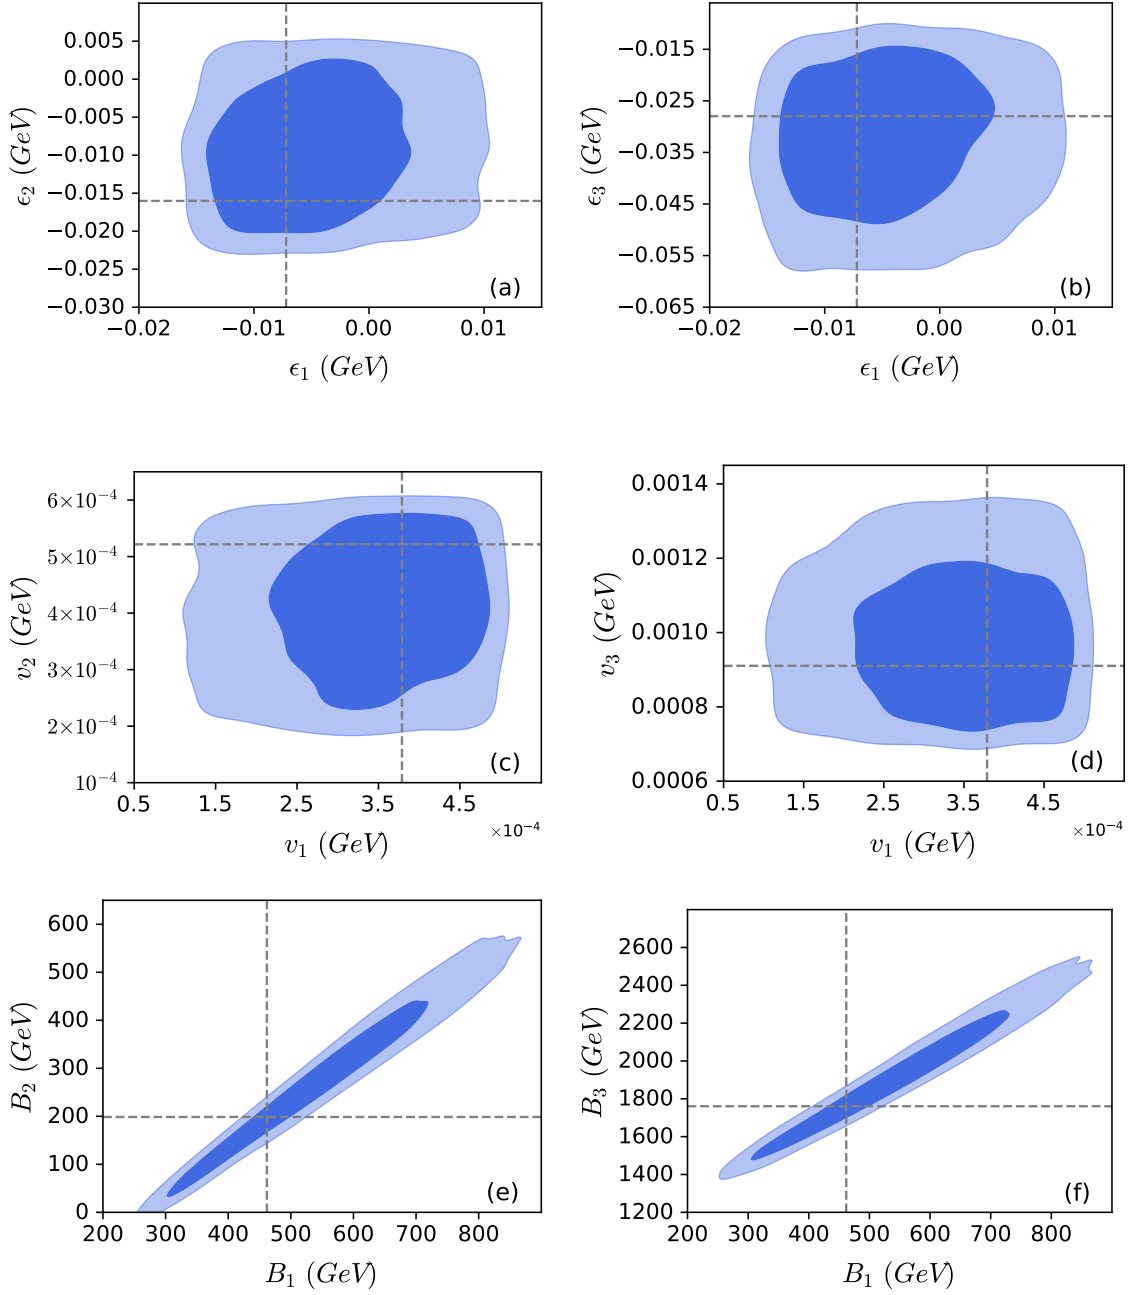 0.005
0.000
−0.005
−0.010
−0.015
−0.020
−0.025
−0.030
ϵ₂ (GeV)
(a)
−0.02 −0.01 0.00 0.01
ϵ₁ (GeV)
−0.015
−0.025
−0.035
−0.045
−0.055
−0.065
ϵ₃ (GeV)
(b)
−0.02 −0.01 0.00 0.01
ϵ₁ (GeV)
6×10⁻⁴
5×10⁻⁴
4×10⁻⁴
3×10⁻⁴
2×10⁻⁴
10⁻⁴
v₂ (GeV)
(c)
0.5 1.5 2.5 3.5 4.5
×10⁻⁴
v₁ (GeV)
0.0014
0.0012
0.0010
0.0008
0.0006
v₃ (GeV)
(d)
0.5 1.5 2.5 3.5 4.5
×10⁻⁴
v₁ (GeV)
600
500
400
300
200
100
0
B₂ (GeV)
(e)
200 300 400 500 600 700 800
B₁ (GeV)
2600
2400
2200
2000
1800
1600
1400
1200
B₃ (GeV)
(f)
200 300 400 500 600 700 800
B₁ (GeV)